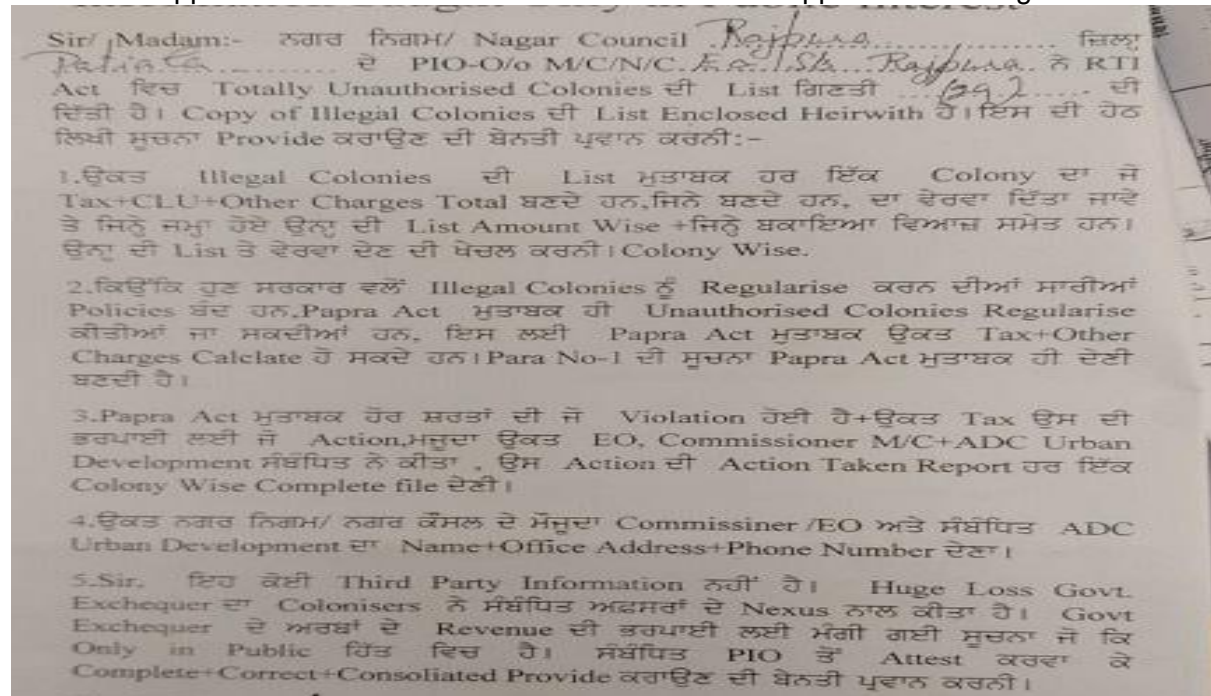 Sir/ Madam:- ਨਗਰ ਨਿਗਮ/ Nagar Council Rajpura.................. ਜ਼ਿਲ੍ਹਾ
Patiala............. ਦੇ PIO-O/o M/C/N/C. Rajpura. ਨੇ RTI
Act ਵਿਚ Totally Unauthorised Colonies ਦੀ List ਗਿਣਤੀ ਦੀ
ਦਿੱਤੀ ਹੈ। Copy of Illegal Colonies ਦੀ List Enclosed Heirwith ਹੈ।ਇਸ ਦੀ ਹੇਠ
ਲਿਖੀ ਸੂਚਨਾ Provide ਕਰਾਉਣ ਦੀ ਬੇਨਤੀ ਪ੍ਰਵਾਨ ਕਰਨੀ:-
1.ਉਕਤ Illegal Colonies ਦੀ List ਮੁਤਾਬਕ ਹਰ ਇੱਕ Colony ਦਾ ਜੋ
Tax+CLU+Other Charges Total ਬਣਦੇ ਹਨ,ਜਿਨੇ ਬਣਦੇ ਹਨ, ਦਾ ਵੇਰਵਾ ਦਿੱਤਾ ਜਾਵੇ
ਤੇ ਜਿਨ੍ਹੇ ਜਮ੍ਹਾ ਹੋਏ ਉਨ੍ਹਾ ਦੀ List Amount Wise +ਜਿਨ੍ਹੇ ਬਕਾਇਆ ਵਿਆਜ਼ ਸਮੇਤ ਹਨ।
ਉਨ੍ਹਾ ਦੀ List ਤੇ ਵੇਰਵਾ ਦੇਣ ਦੀ ਖੇਚਲ ਕਰਨੀ।Colony Wise.
2.ਕਿਉਂਕਿ ਹੁਣ ਸਰਕਾਰ ਵਲੋਂ Illegal Colonies ਨੂੰ Regularise ਕਰਨ ਦੀਆਂ ਸਾਰੀਆਂ
Policies ਬੰਦ ਹਨ.Papra Act ਮੁਤਾਬਕ ਹੀ Unauthorised Colonies Regularise
ਕੀਤੀਆਂ ਜਾ ਸਕਦੀਆਂ ਹਨ, ਇਸ ਲਈ Papra Act ਮੁਤਾਬਕ ਉਕਤ Tax+Other
Charges Calclate ਹੋ ਸਕਦੇ ਹਨ।Para No-1 ਦੀ ਸੂਚਨਾ Papra Act ਮੁਤਾਬਕ ਹੀ ਦੇਣੀ
ਬਣਦੀ ਹੈ।
3.Papra Act ਮੁਤਾਬਕ ਹੋਰ ਸ਼ਰਤਾਂ ਦੀ ਜੋ Violation ਹੋਈ ਹੈ+ਉਕਤ Tax ਉਸ ਦੀ
ਭਰਪਾਈ ਲਈ ਜੋ Action,ਮਜੂਦਾ ਉਕਤ EO, Commissioner M/C+ADC Urban
Development ਸੰਬੰਧਿਤ ਨੇ ਕੀਤਾ , ਉਸ Action ਦੀ Action Taken Report ਹਰ ਇੱਕ
Colony Wise Complete file ਦੇਣੀ।
4.ਉਕਤ ਨਗਰ ਨਿਗਮ/ ਨਗਰ ਕੌਂਸਲ ਦੇ ਮੌਜੂਦਾ Commissiner /EO ਅਤੇ ਸੰਬੰਧਿਤ ADC
Urban Development ਦਾ Name+Office Address+Phone Number ਦੇਣਾ।
5.Sir. ਇਹ ਕੋਈ Third Party Information ਨਹੀਂ ਹੈ। Huge Loss Govt.
Exchequer ਦਾ Colonisers ਨੇ ਸੰਬੰਧਿਤ ਅਫ਼ਸਰਾਂ ਦੇ Nexus ਨਾਲ ਕੀਤਾ ਹੈ। Govt
Exchequer ਦੇ ਅਰਬਾਂ ਦੇ Revenue ਦੀ ਭਰਪਾਈ ਲਈ ਮੰਗੀ ਗਈ ਸੂਚਨਾ ਜੋ ਕਿ
Only in Public ਹਿੱਤ ਵਿਚ ਹੈ। ਸੰਬੰਧਿਤ PIO ਤੋਂ Attest ਕਰਵਾ ਕੇ
Complete+Correct+Consoliated Provide ਕਰਾਉਣ ਦੀ ਬੇਨਤੀ ਪ੍ਰਵਾਨ ਕਰਨੀ।